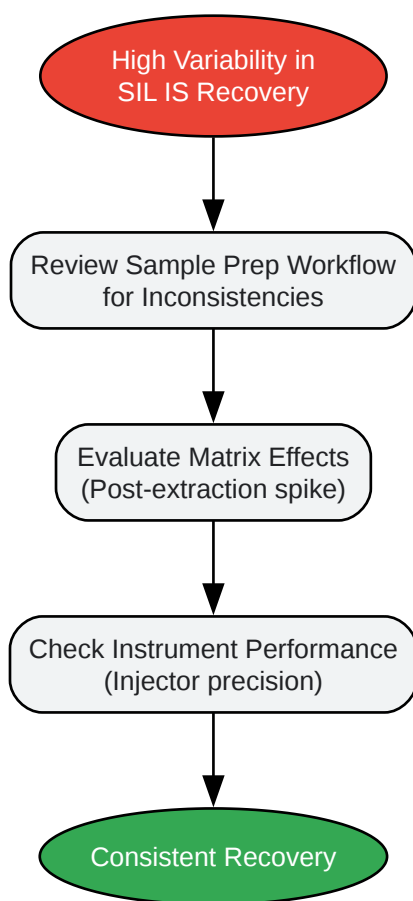 High Variability in
SIL IS Recovery
Review Sample Prep Workflow
for Inconsistencies
Evaluate Matrix Effects
(Post-extraction spike)
Check Instrument Performance
(Injector precision)
Consistent Recovery